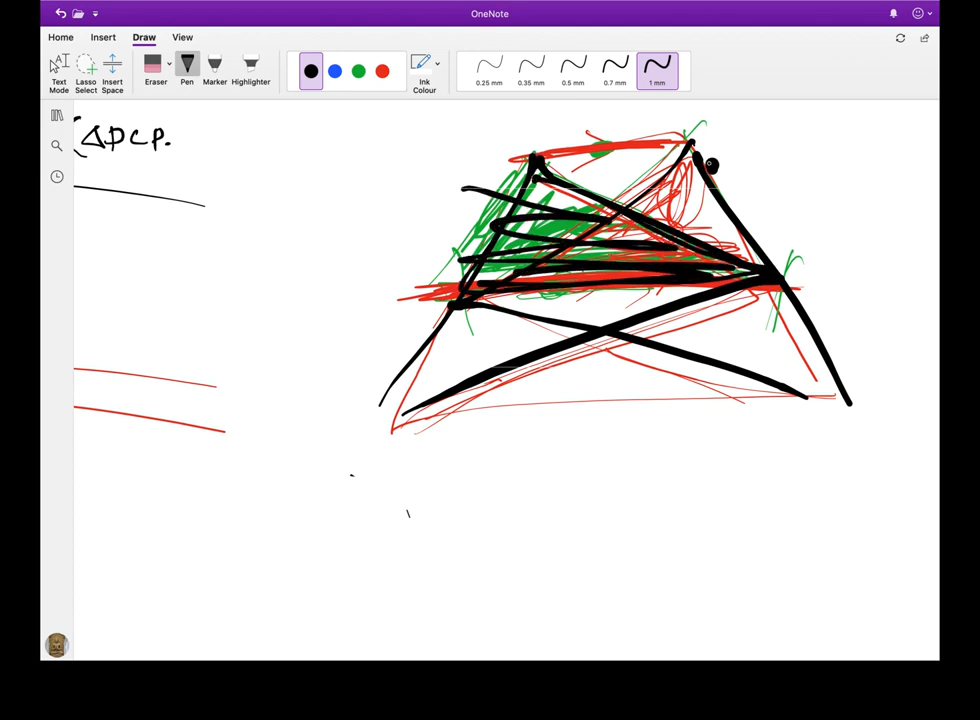 OneNote
Home Insert Draw View
Text Mode
Lasso Select
Insert Space
Eraser
Pen
Marker
Highlighter
Ink Colour
0.25 mm
0.35 mm
0.5 mm
0.7 mm
1 mm
(△DCP.